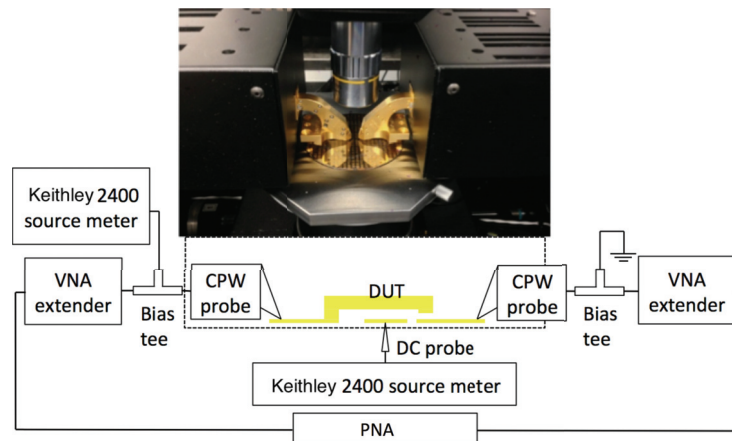 Keithley 2400
source meter
VNA
extender
Bias
tee
CPW
probe
DUT
CPW
probe
Bias
tee
VNA
extender
DC probe
Keithley 2400 source meter
PNA